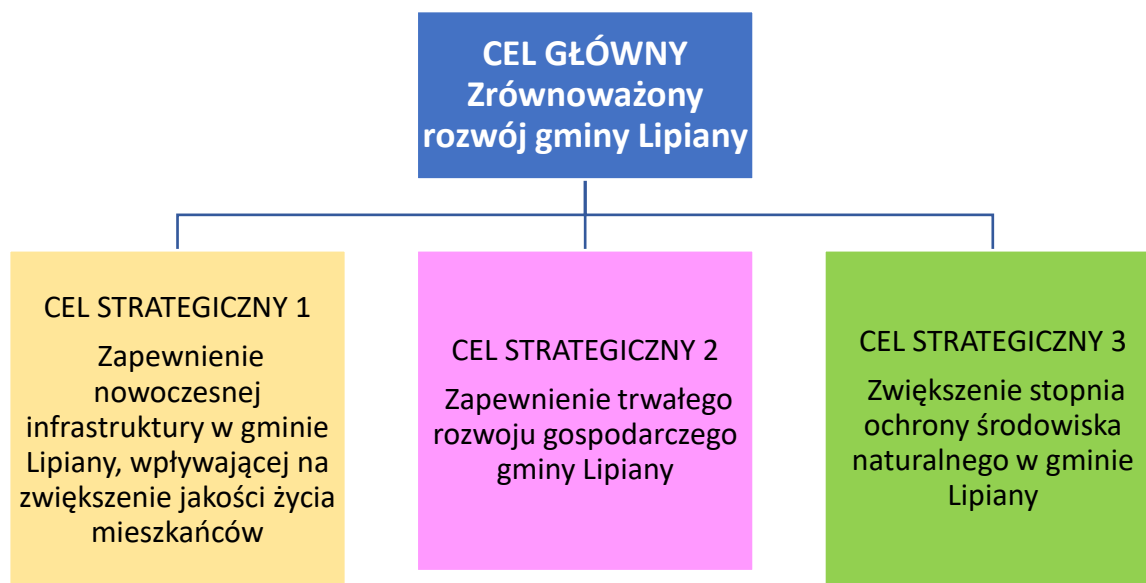 CEL GŁÓWNY
Zrównoważony
rozwój gminy Lipiany
CEL STRATEGICZNY 1
Zapewnienie
nowoczesnej
infrastruktury w gminie
Lipiany, wpływającej na
zwiększenie jakości życia
mieszkańców
CEL STRATEGICZNY 2
Zapewnienie trwałego
rozwoju gospodarczego
gminy Lipiany
CEL STRATEGICZNY 3
Zwiększenie stopnia
ochrony środowiska
naturalnego w gminie
Lipiany